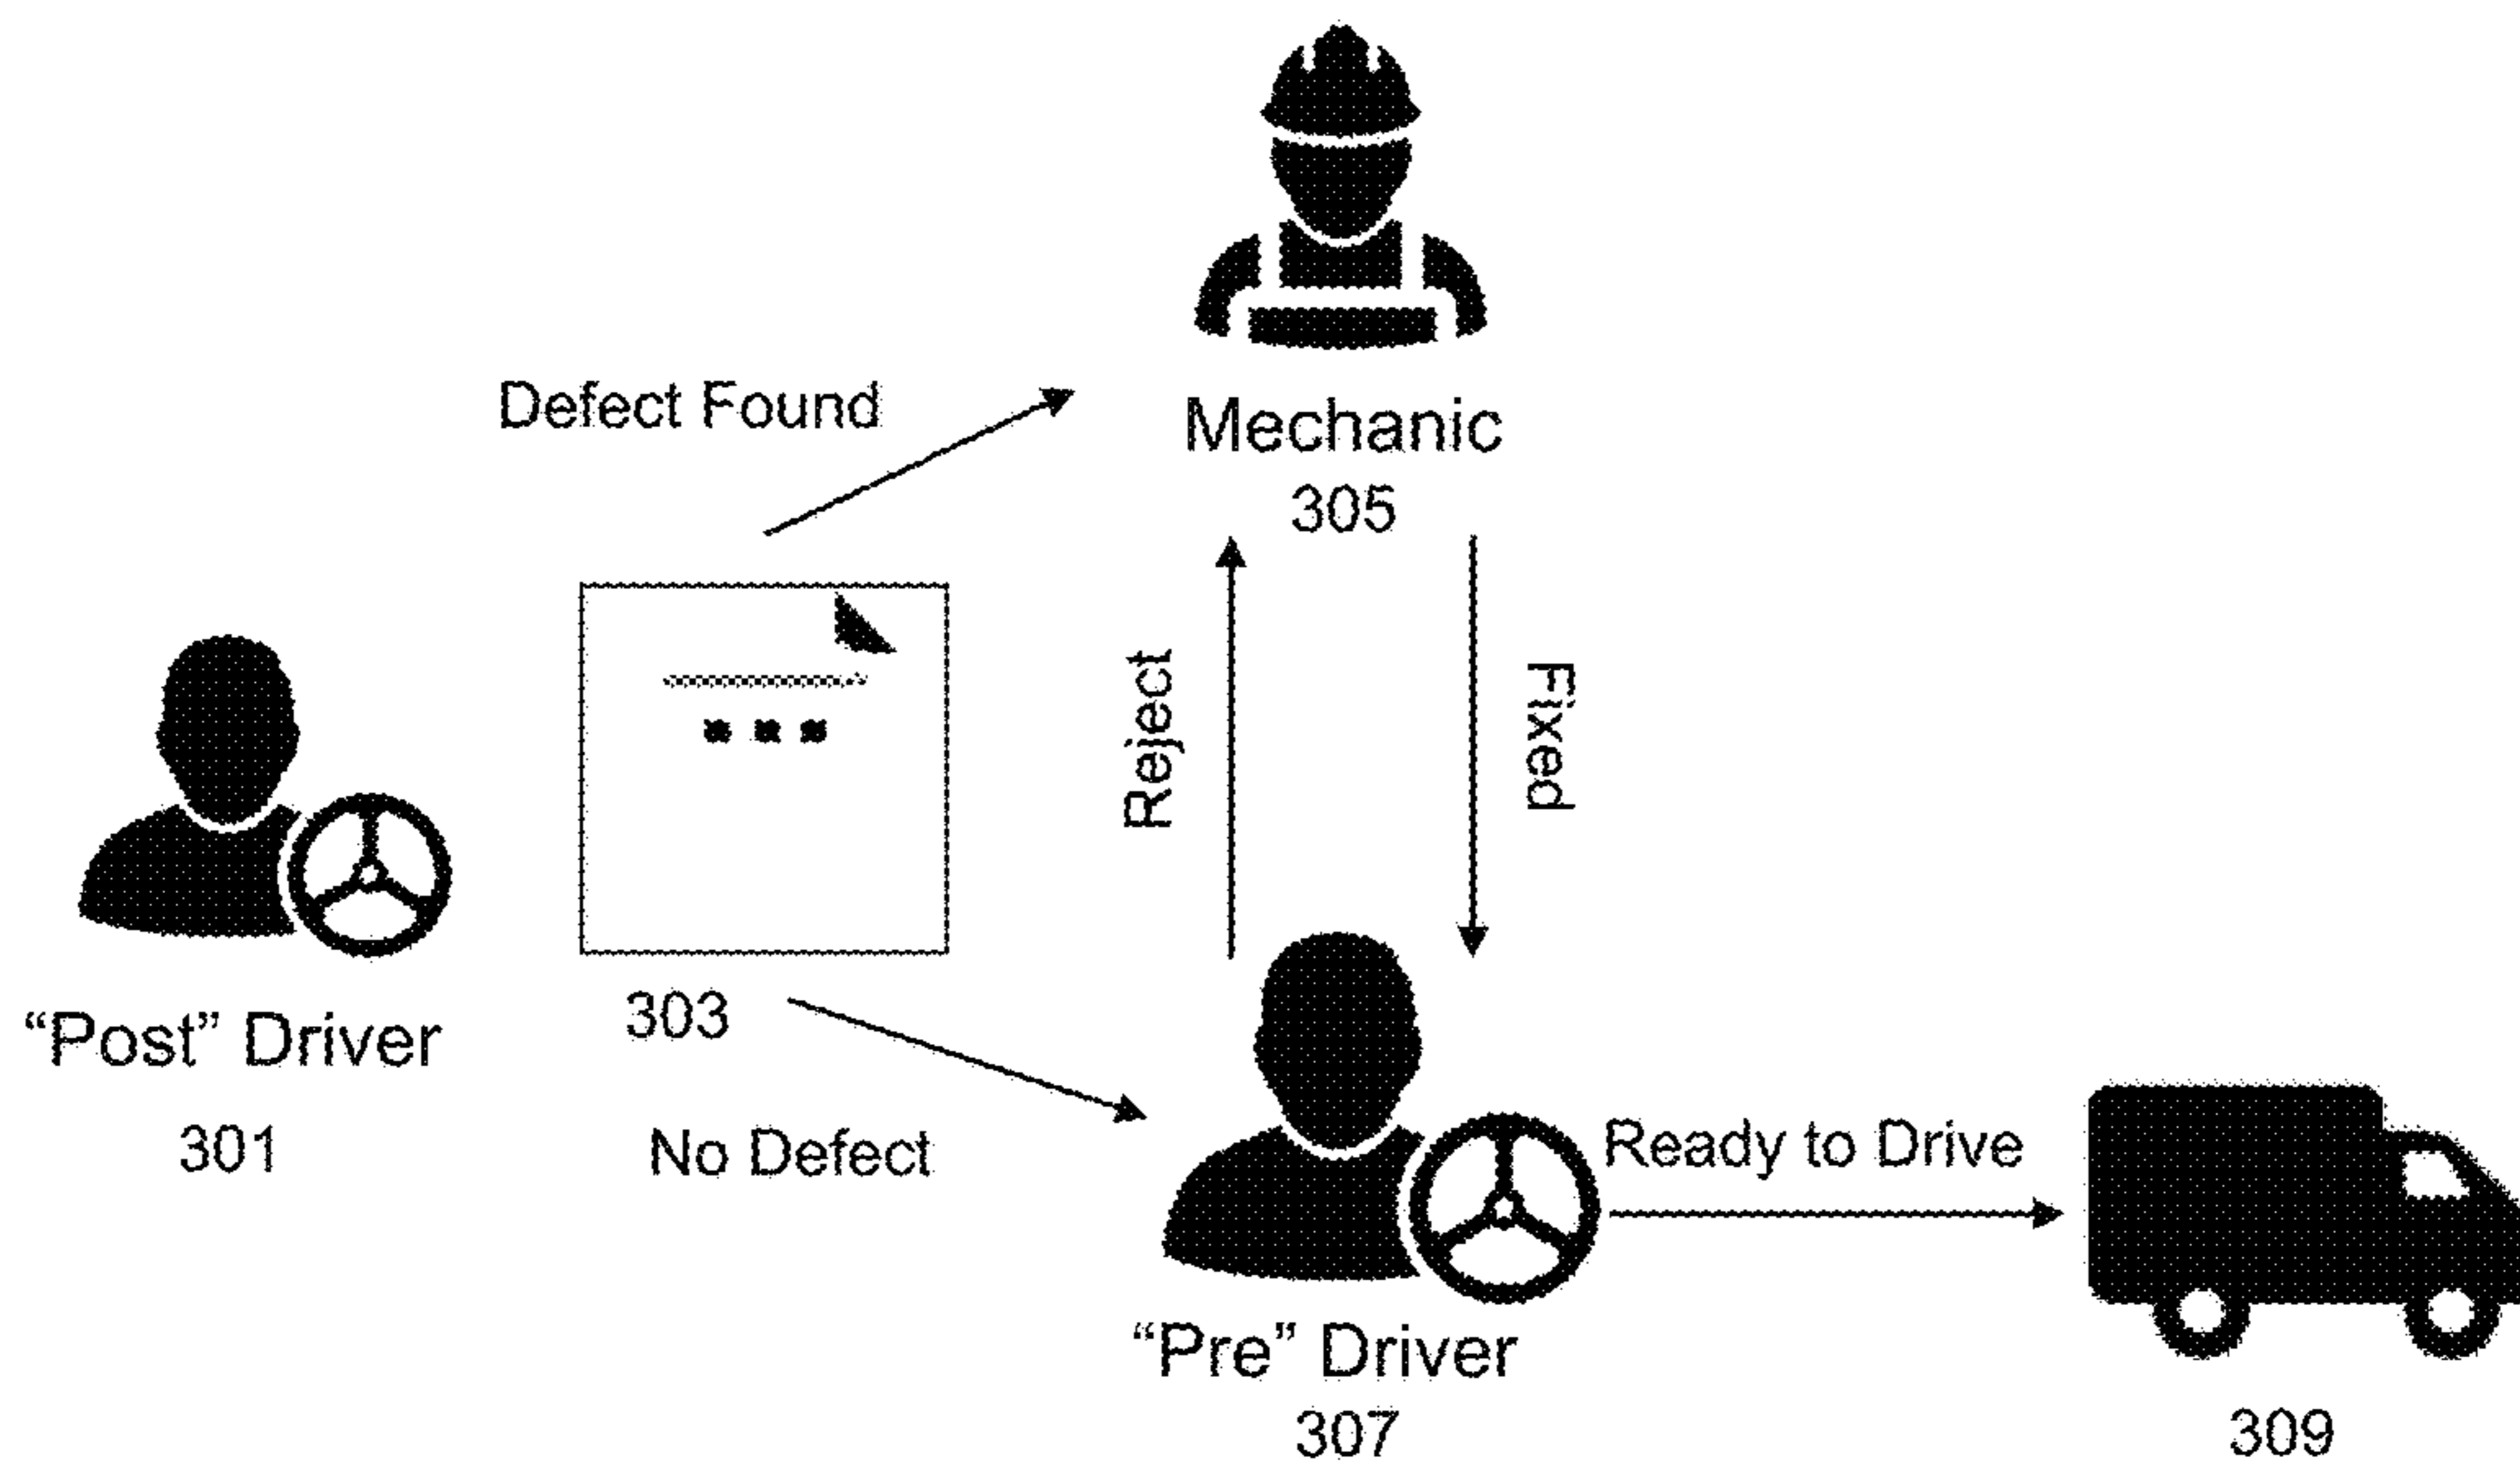 Defect Found
Mechanic
305
Reject
Fixed
“Post” Driver
301
303
No Defect
Ready to Drive
“Pre” Driver
307
309